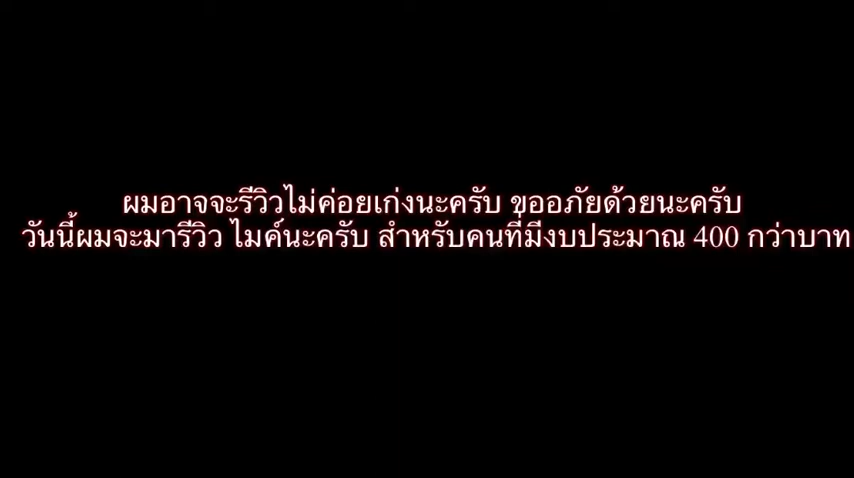 ผมอาจจะรีวิวไม่ค่อยเก่งนะครับ ขออภัยด้วยนะครับ
วันนี้ผมจะมารีวิว ไมค์นะครับ สำหรับคนที่มีงบประมาณ 400 กว่าบาท